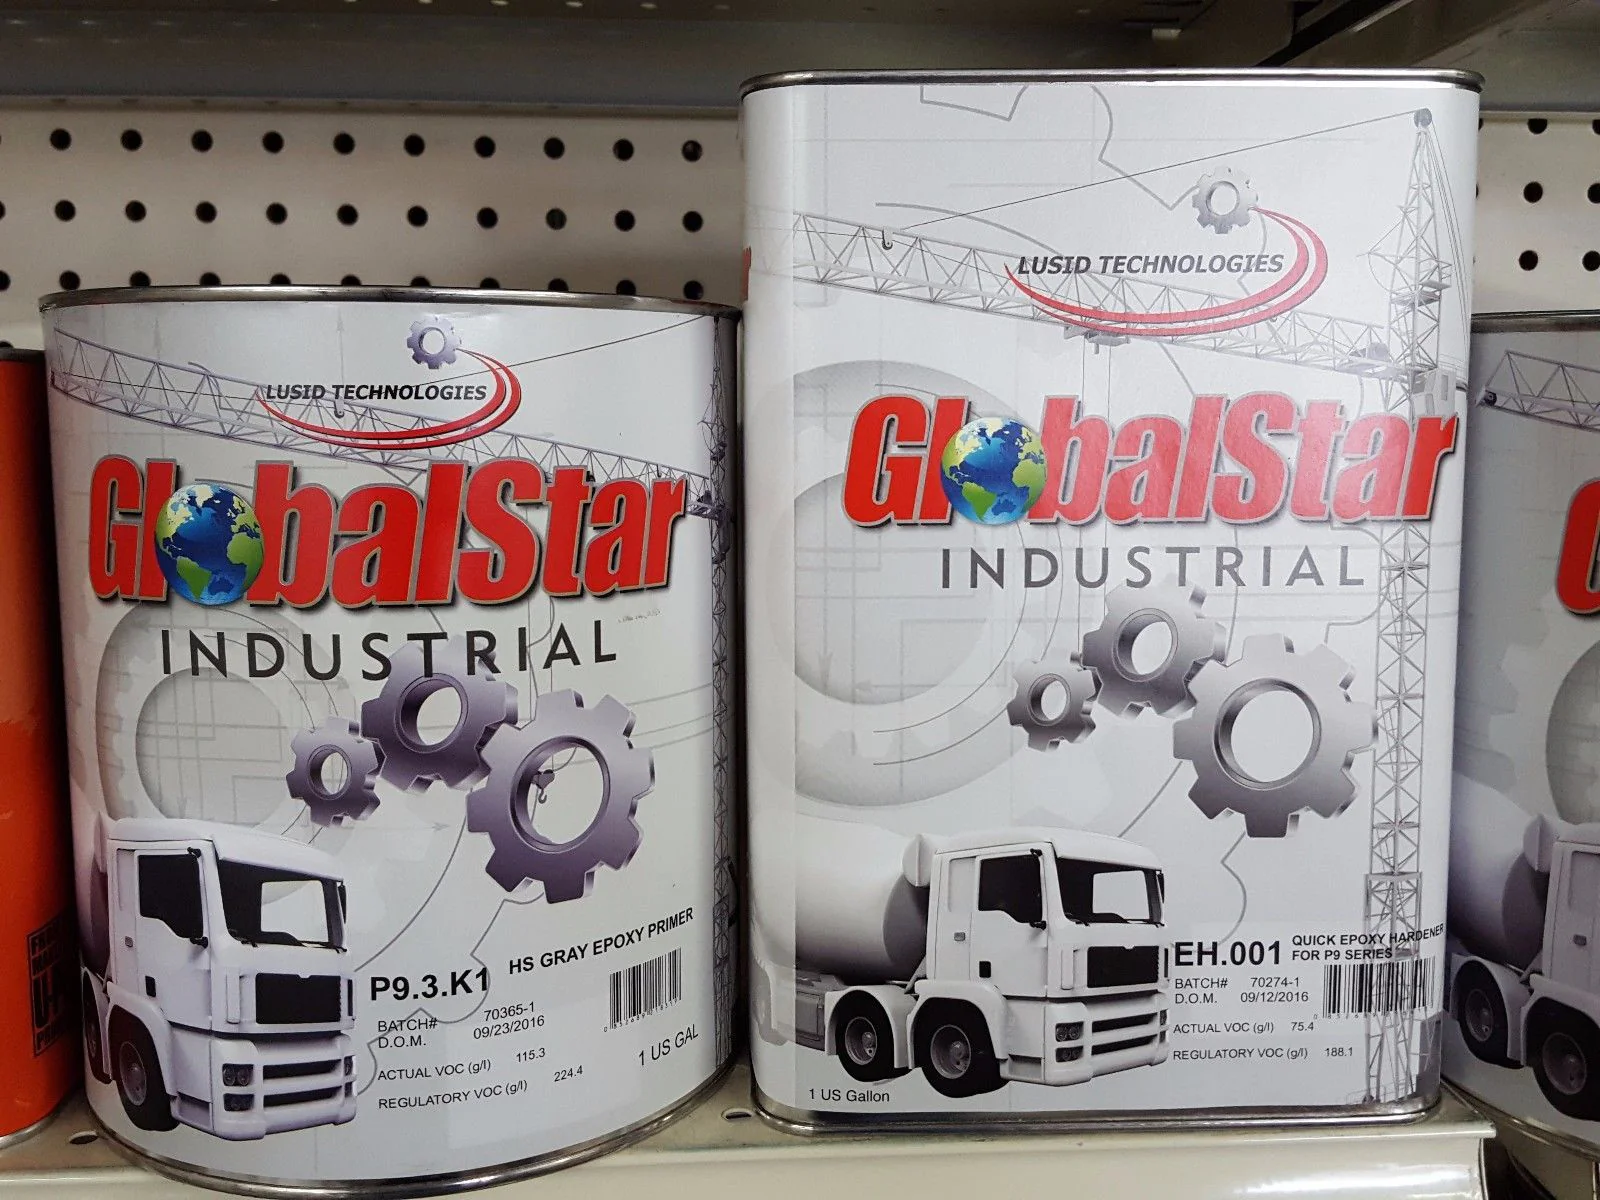 LUSID TECHNOLOGIES
GlobalStar
INDUSTRIAL
P9.3.K1 HS GRAY EPOXY PRIMER
BATCH# 70365-1
D.O.M. 09/23/2016
ACTUAL VOC (g/l) 115.3
REGULATORY VOC (g/l) 224.4
1 US GAL
LUSID TECHNOLOGIES
GlobalStar
INDUSTRIAL
EH.001 QUICK EPOXY HARDENER
FOR P9 SERIES
BATCH# 70274-1
D.O.M. 09/12/2016
ACTUAL VOC (g/l) 75.4
REGULATORY VOC (g/l) 188.1
1 US Gallon